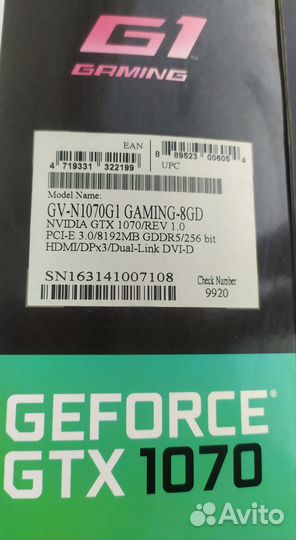 G1
GAMING
EAN
4 719331 322199
8 89523 00605 4
UPC
Model Name:
GV-N1070G1 GAMING-8GD
NVIDIA GTX 1070/REV 1.0
PCI-E 3.0/8192MB GDDR5/256 bit
HDMI/DPx3/Dual-Link DVI-D
SN163141007108
Check Number
9920
GEFORCE®
GTX 1070
Avito